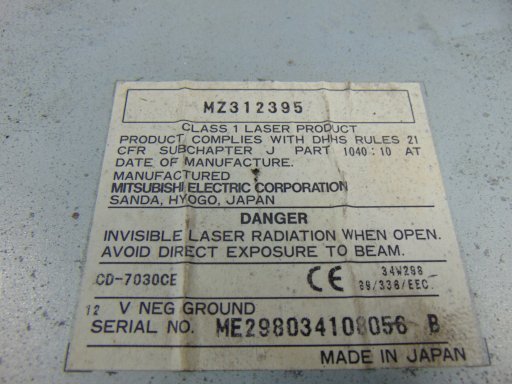 MZ312395
CLASS 1 LASER PRODUCT
PRODUCT COMPLIES WITH DHHS RULES 21
CFR SUBCHAPTER J PART 1040:10 AT
DATE OF MANUFACTURE.
MANUFACTURED
MITSUBISHI ELECTRIC CORPORATION
SANDA, HYOGO, JAPAN
DANGER
INVISIBLE LASER RADIATION WHEN OPEN.
AVOID DIRECT EXPOSURE TO BEAM.
CD-7030CE CE 34W288
89/336/EEC
12 V NEG GROUND
SERIAL NO. ME298034108056 B
MADE IN JAPAN